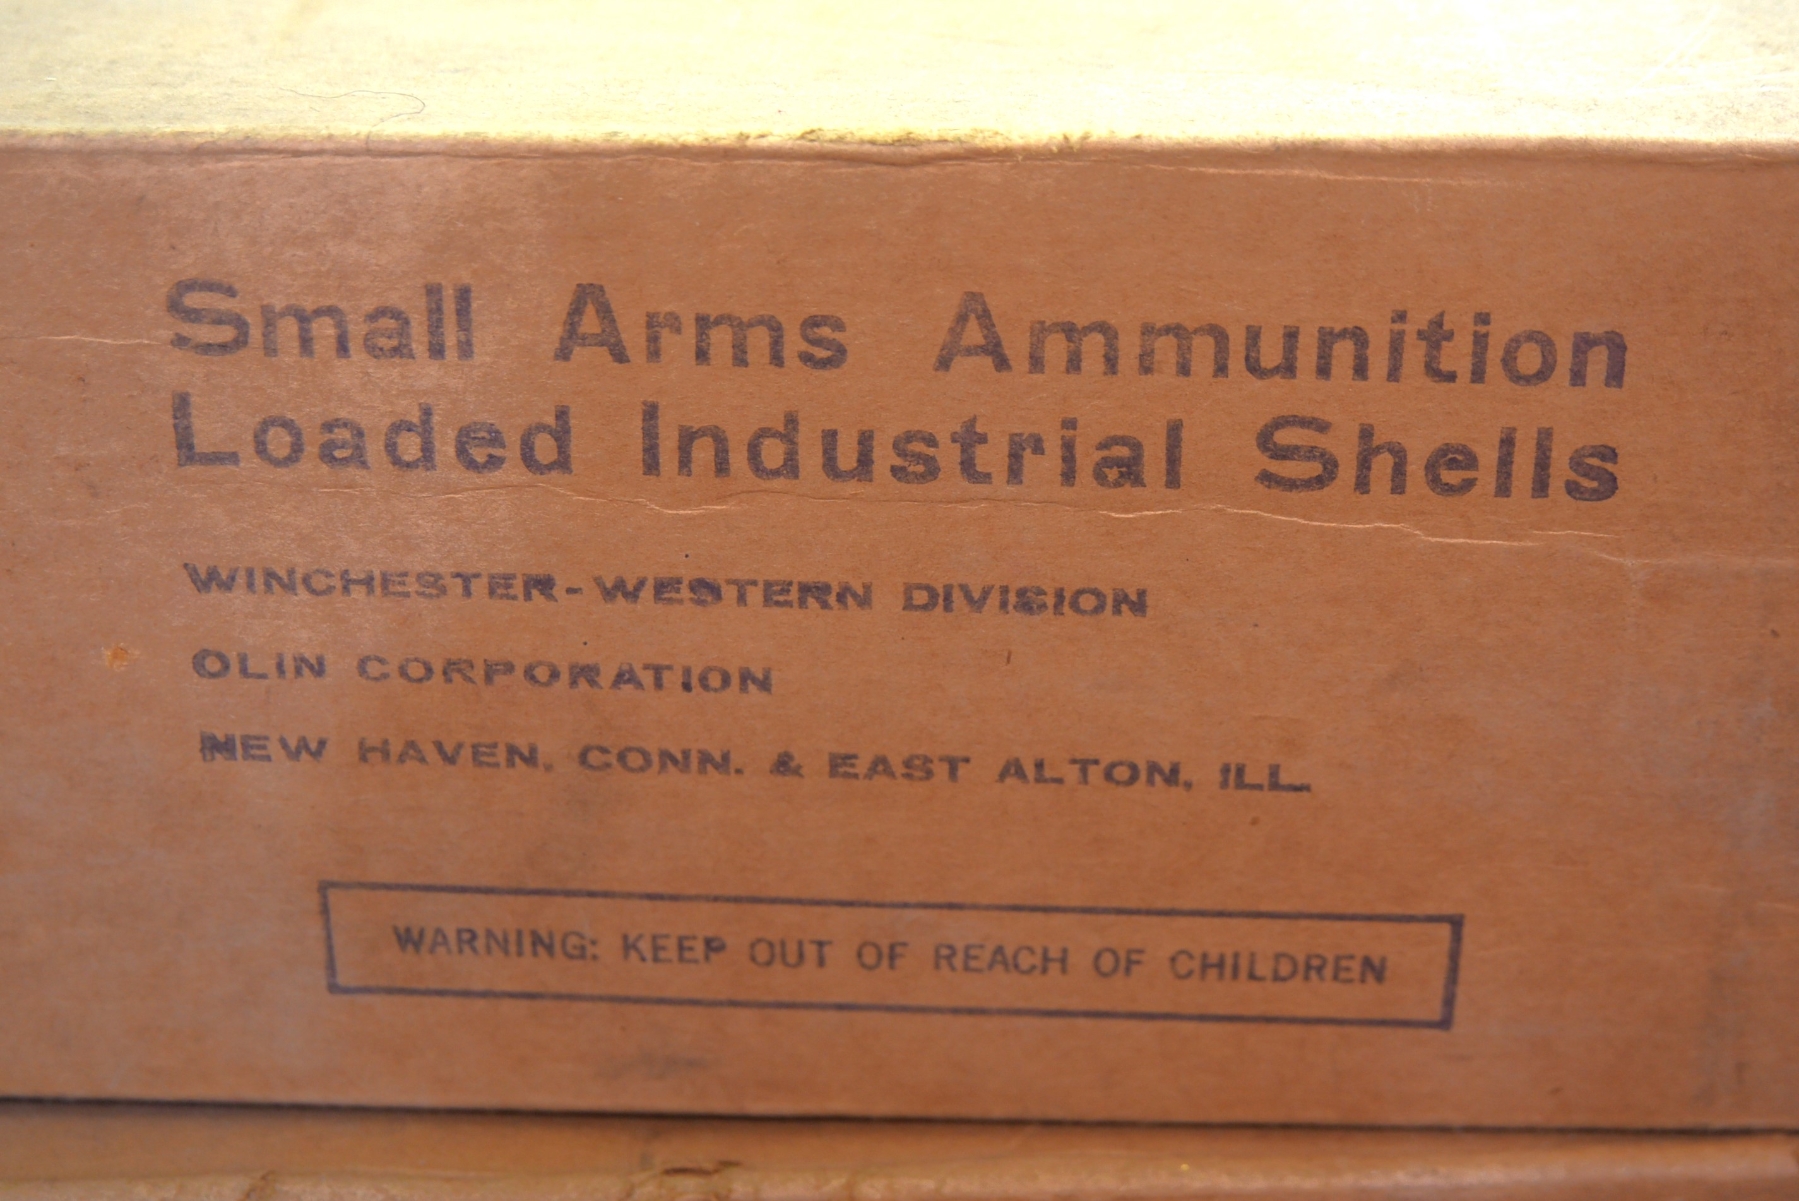 Small Arms Ammunition
Loaded Industrial Shells
WINCHESTER-WESTERN DIVISION
OLIN CORPORATION
NEW HAVEN, CONN. & EAST ALTON, ILL.
WARNING: KEEP OUT OF REACH OF CHILDREN